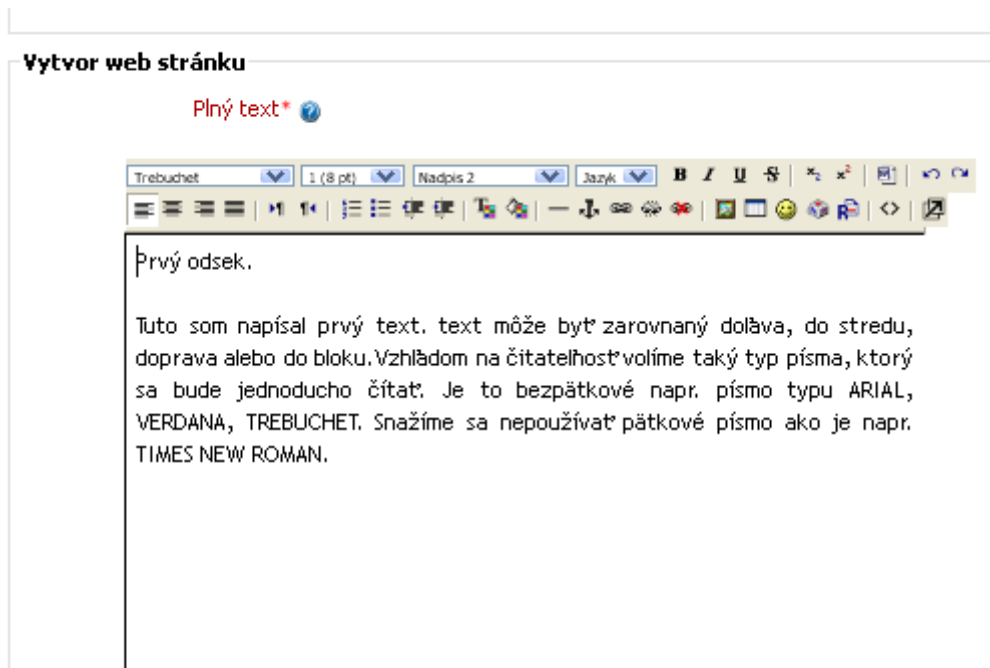 Vytvor web stránku
Plný text*
Trebuchet 1 (8 pt) Nadpis 2 Jazyk B I U S x₂ x²
Prvý odsek.
Tuto som napísal prvý text. text môže byť zarovnaný doľava, do stredu,
doprava alebo do bloku. Vzhľadom na čitateľnosť volíme taký typ písma, ktorý
sa bude jednoducho čítať. Je to bezpätkové napr. písmo typu ARIAL,
VERDANA, TREBUCHET. Snažíme sa nepoužívať pätkové písmo ako je napr.
TIMES NEW ROMAN.